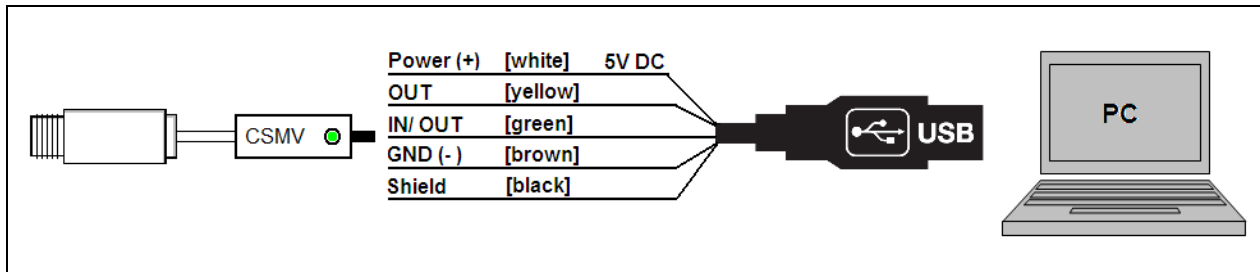 Power (+) [white] 5V DC
OUT [yellow]
IN/ OUT [green]
GND (- ) [brown]
Shield [black]
CSMV
USB
PC